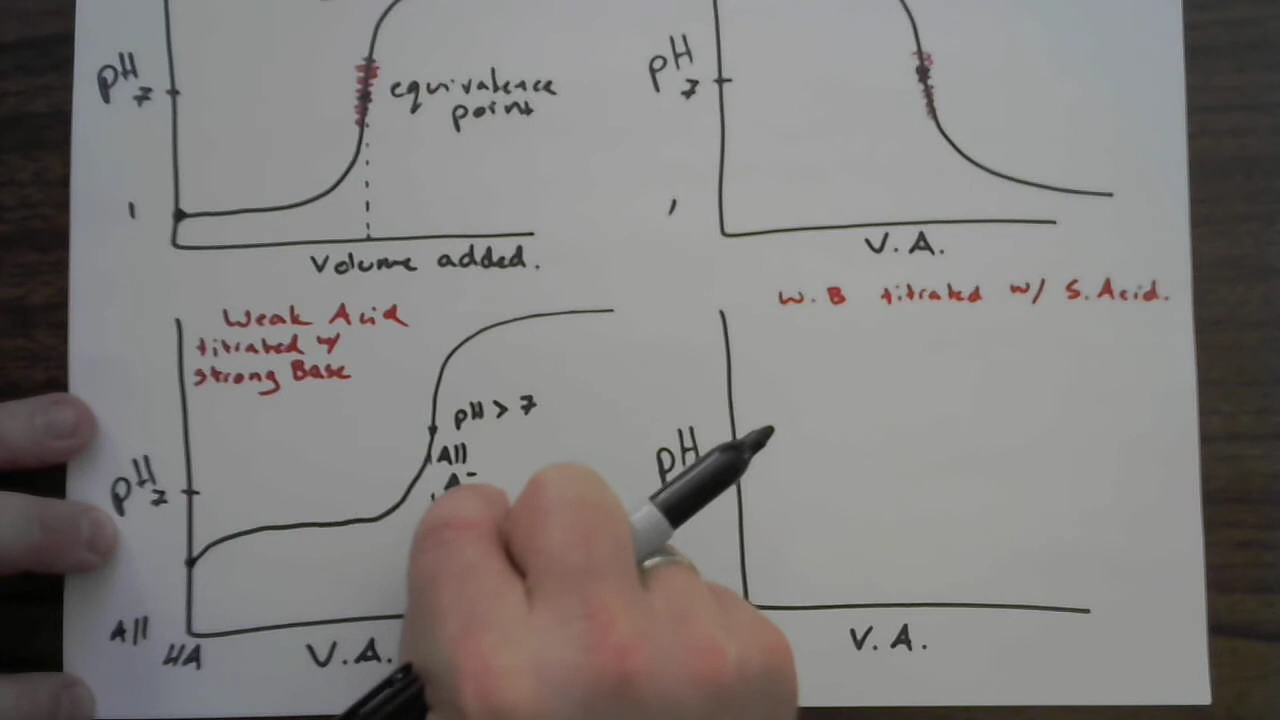 pH
7
equivalence
point
1
Volume added.
pH
7
1
V.A.
Weak Acid
titrated w/
strong Base
pH > 7
All
A-
pH
7
All
HA
V.A.
W.B titrated w/ S.Acid.
pH
V.A.